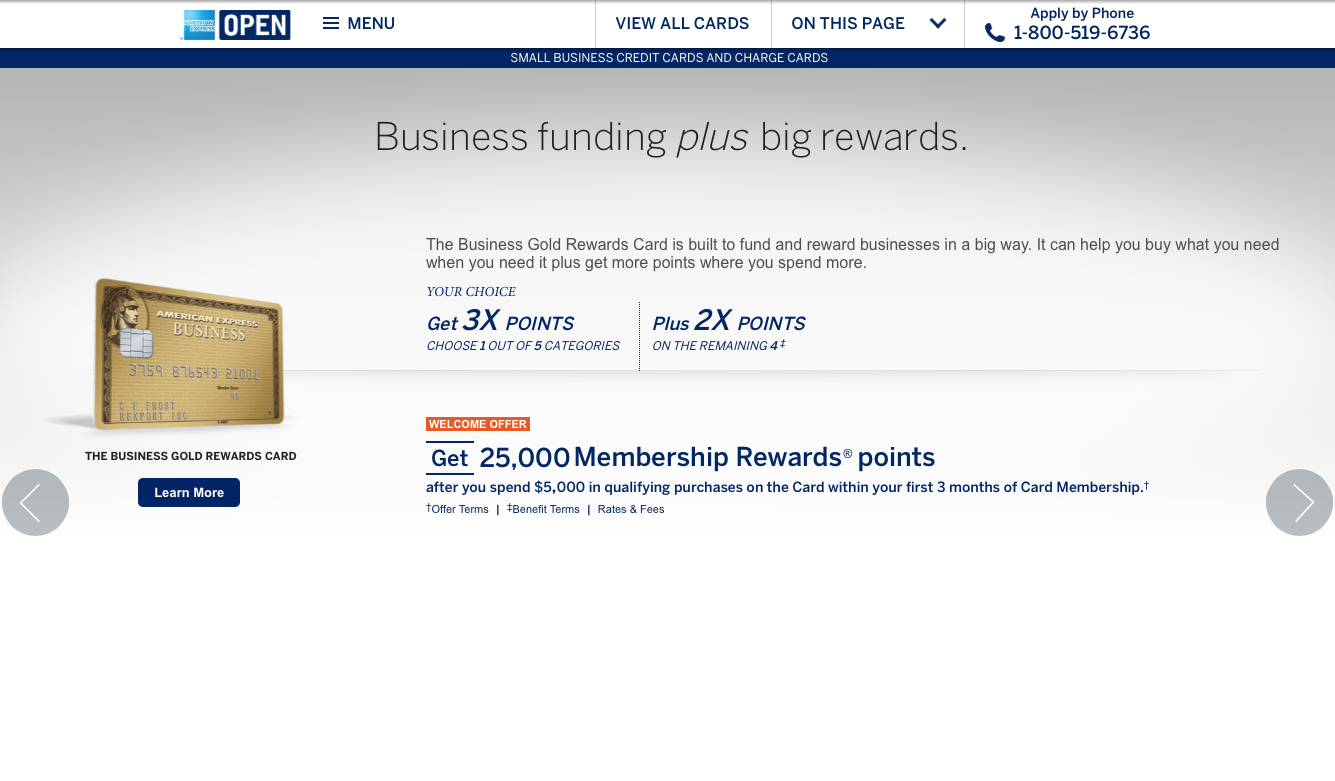 AMERICAN EXPRESS OPEN
MENU
VIEW ALL CARDS
ON THIS PAGE
Apply by Phone
1-800-519-6736
SMALL BUSINESS CREDIT CARDS AND CHARGE CARDS
Business funding plus big rewards.
The Business Gold Rewards Card is built to fund and reward businesses in a big way. It can help you buy what you need
when you need it plus get more points where you spend more.
YOUR CHOICE
Get 3X POINTS
CHOOSE 1 OUT OF 5 CATEGORIES
Plus 2X POINTS
ON THE REMAINING 4‡
AMERICAN EXPRESS
BUSINESS
3759 876543 21001
Member Since
95
C F FROST
REXPORT INC
THE BUSINESS GOLD REWARDS CARD
Learn More
WELCOME OFFER
Get 25,000 Membership Rewards® points
after you spend $5,000 in qualifying purchases on the Card within your first 3 months of Card Membership.†
†Offer Terms | ‡Benefit Terms | Rates & Fees